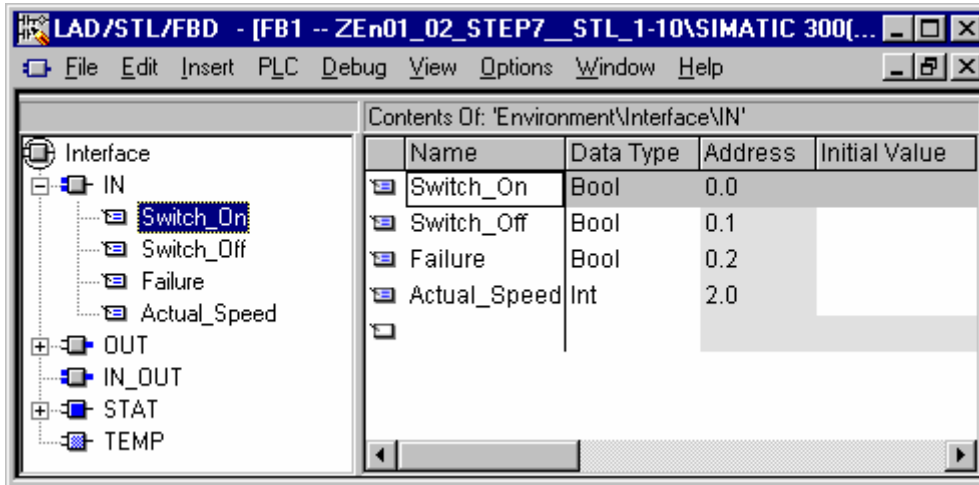 LAD/STL/FBD - [FB1 -- ZEn01_02_STEP7__STL_1-10\SIMATIC 300(...
File Edit Insert PLC Debug View Options Window Help
Contents Of: 'Environment\Interface\IN'
Interface
IN
Switch_On
Switch_Off
Failure
Actual_Speed
OUT
IN_OUT
STAT
TEMP
Name Data Type Address Initial Value
Switch_On Bool 0.0
Switch_Off Bool 0.1
Failure Bool 0.2
Actual_Speed Int 2.0